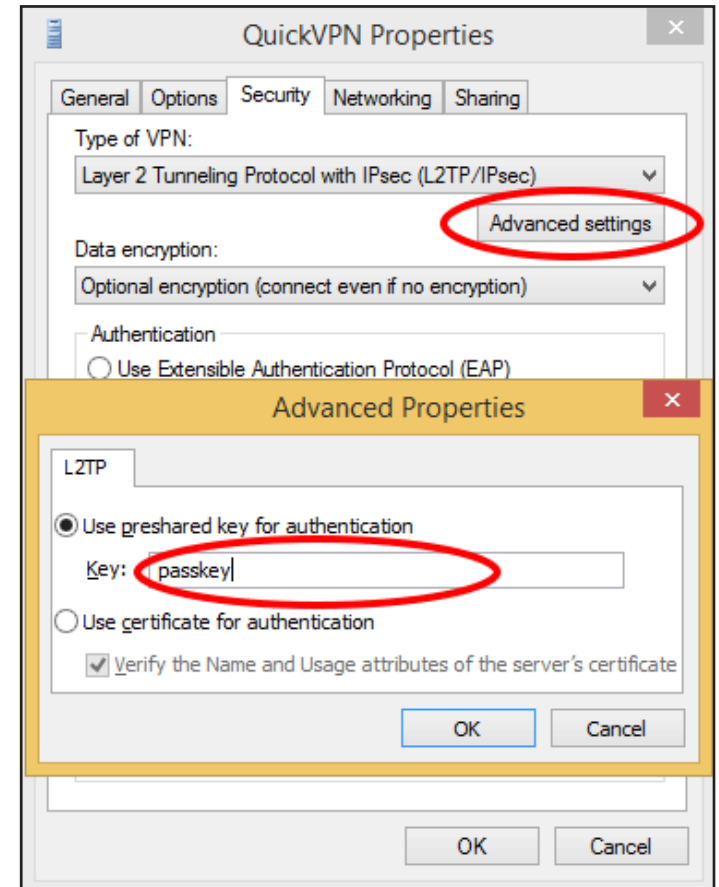 QuickVPN Properties
General Options Security Networking Sharing
Type of VPN:
Layer 2 Tunneling Protocol with IPsec (L2TP/IPsec)
Advanced settings
Data encryption:
Optional encryption (connect even if no encryption)
Authentication
Use Extensible Authentication Protocol (EAP)
Advanced Properties
L2TP
Use preshared key for authentication
Key: passkey
Use certificate for authentication
Verify the Name and Usage attributes of the server's certificate
OK Cancel
OK Cancel